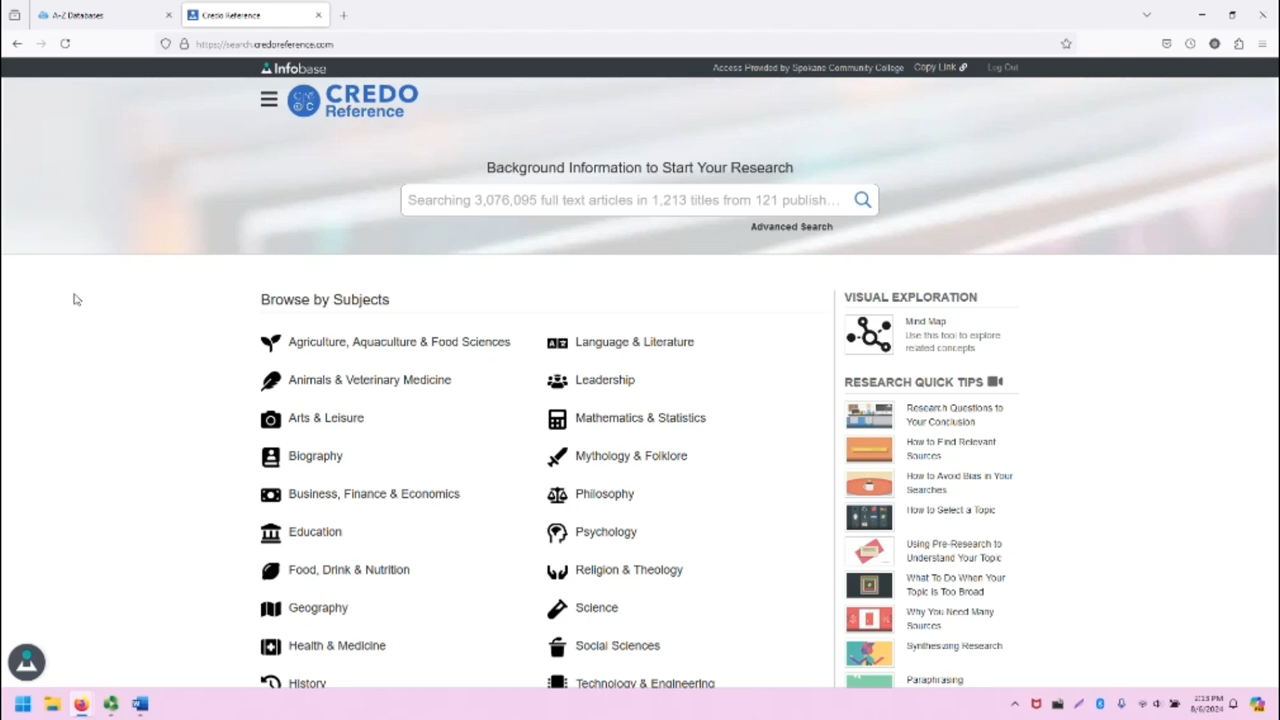 A-Z Databases
Credo Reference
https://search.credoreference.com
Infobase
Access Provided by Spokane Community College
Copy Link
Log Out
CREDO
Reference
Background Information to Start Your Research
Searching 3,076,095 full text articles in 1,213 titles from 121 publish...
Advanced Search
Browse by Subjects
Agriculture, Aquaculture & Food Sciences
Animals & Veterinary Medicine
Arts & Leisure
Biography
Business, Finance & Economics
Education
Food, Drink & Nutrition
Geography
Health & Medicine
History
Language & Literature
Leadership
Mathematics & Statistics
Mythology & Folklore
Philosophy
Psychology
Religion & Theology
Science
Social Sciences
Technology & Engineering
VISUAL EXPLORATION
Mind Map
Use this tool to explore
related concepts
RESEARCH QUICK TIPS
Research Questions to
Your Conclusion
How to Find Relevant
Sources
How to Avoid Bias in Your
Searches
How to Select a Topic
Using Pre-Research to
Understand Your Topic
What To Do When Your
Topic Is Too Broad
Why You Need Many
Sources
Synthesizing Research
Paraphrasing
2:13 PM
8/6/2024